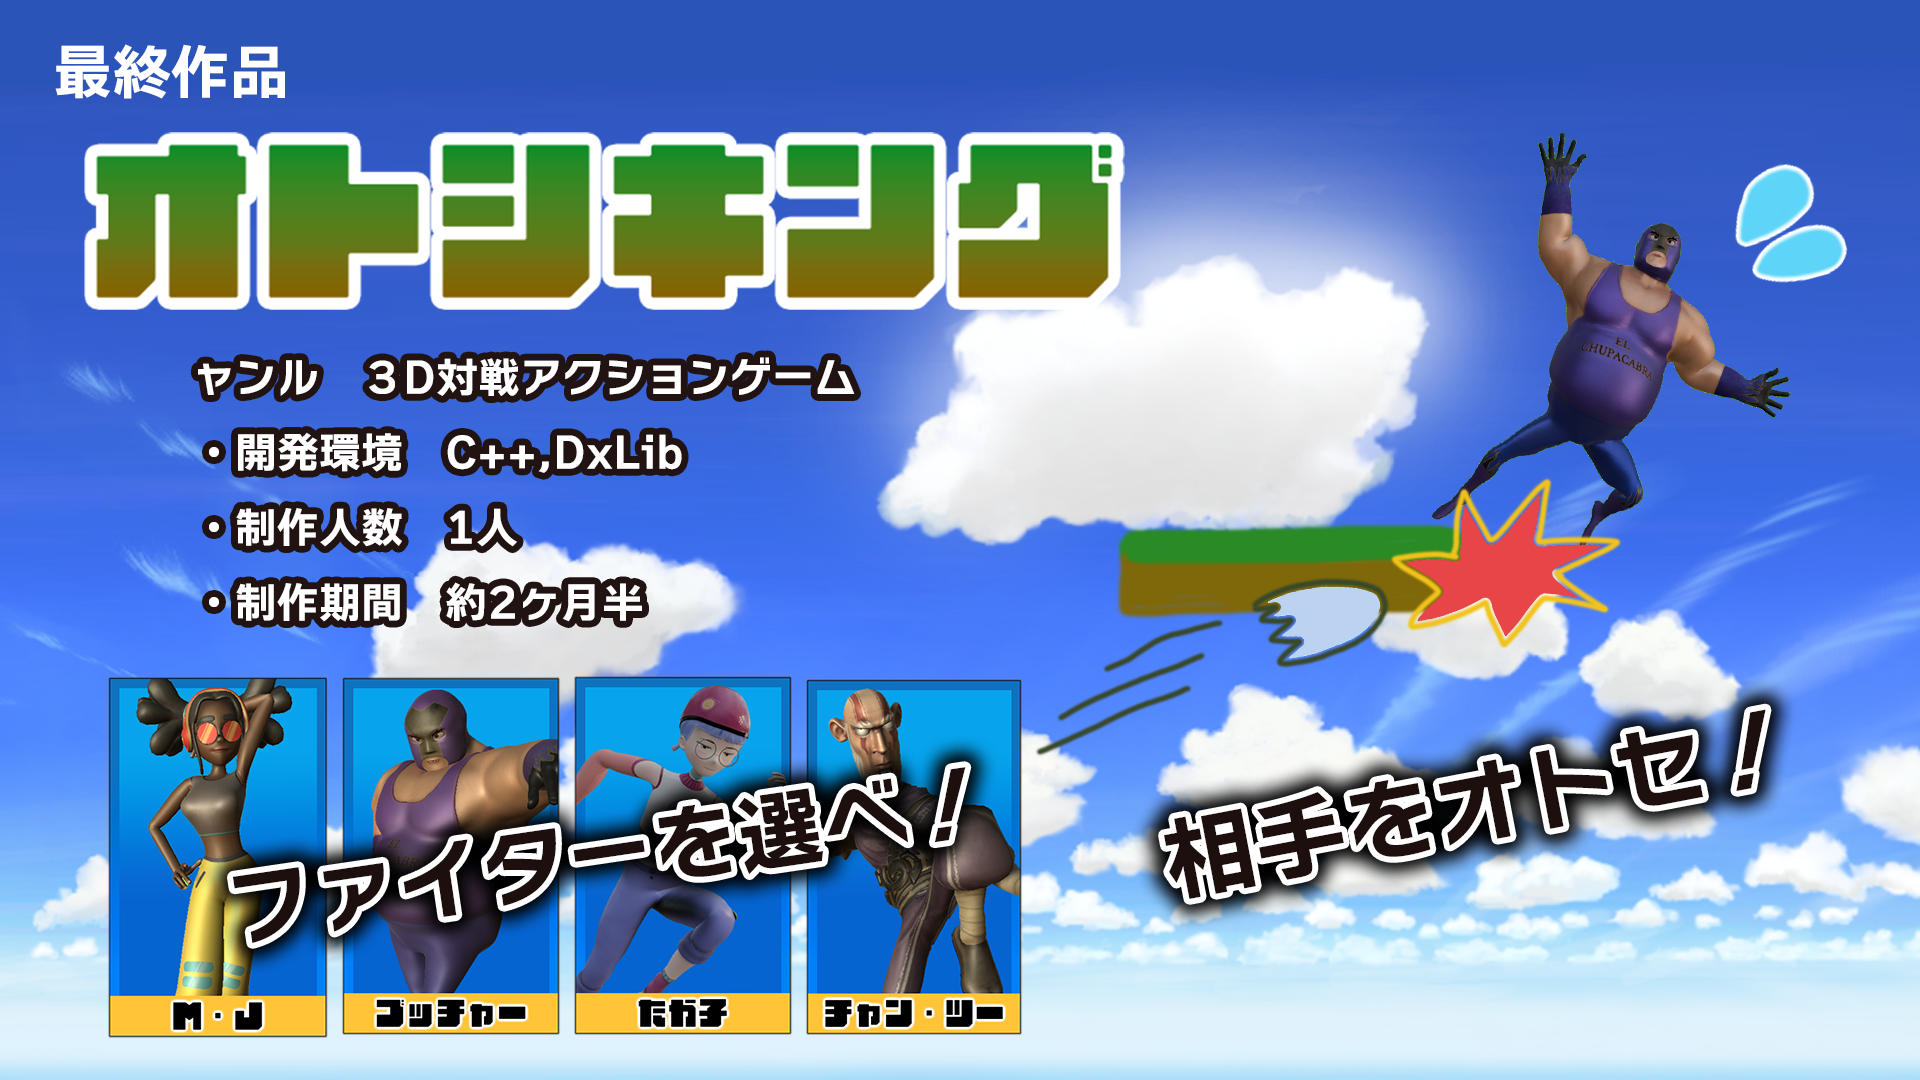 最終作品
オトシキング
ャンル　３D対戦アクションゲーム
・開発環境　C++,DxLib
・制作人数　1人
・制作期間　約2ケ月半
EL
CHUPACABRA
ファイターを選べ！
相手をオトセ！
M・J
ブッチャー
たか子
チャン・ツー